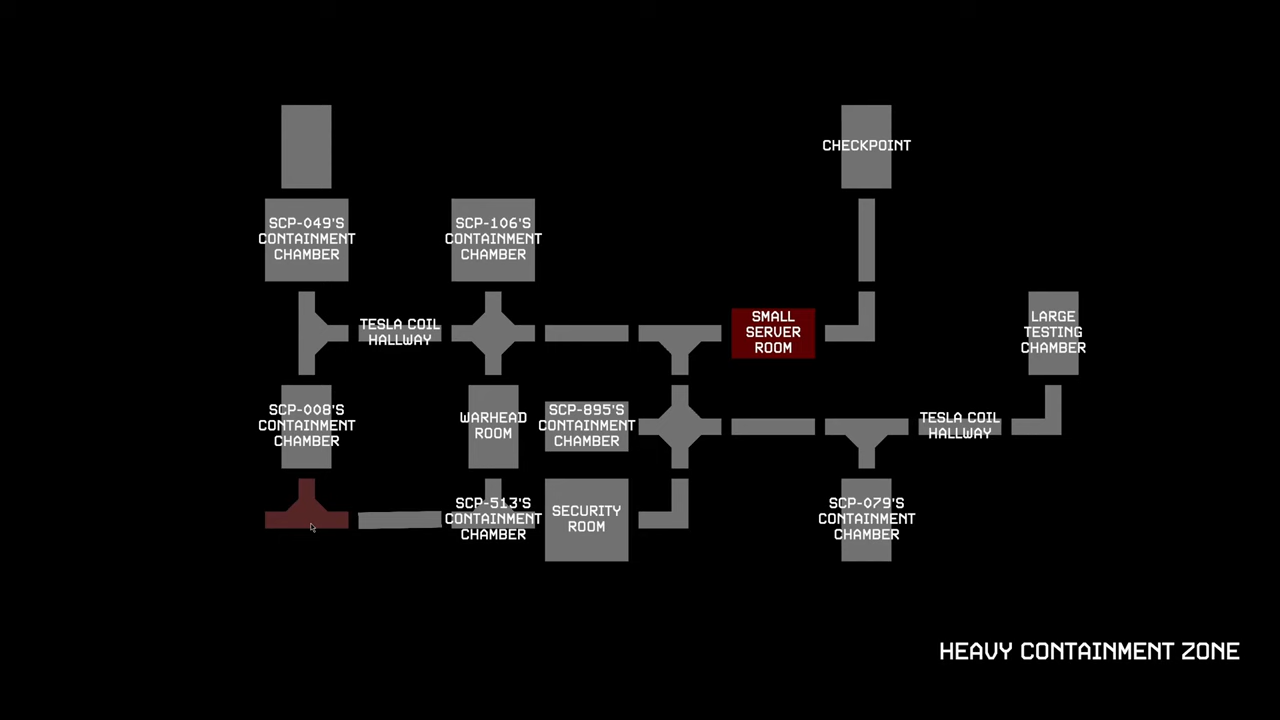 CHECKPOINT
SCP-049'S
CONTAINMENT
CHAMBER
SCP-106'S
CONTAINMENT
CHAMBER
TESLA COIL
HALLWAY
SMALL
SERVER
ROOM
LARGE
TESTING
CHAMBER
SCP-008'S
CONTAINMENT
CHAMBER
WARHEAD
ROOM
SCP-895'S
CONTAINMENT
CHAMBER
TESLA COIL
HALLWAY
SCP-513'S
CONTAINMENT
CHAMBER
SECURITY
ROOM
SCP-079'S
CONTAINMENT
CHAMBER
HEAVY CONTAINMENT ZONE